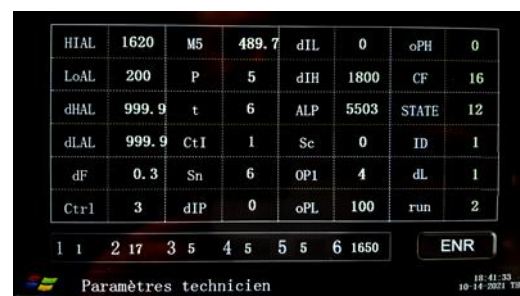 HIAL 1620 M5 489.7 dIL 0 oPH 0
LoAL 200 P 5 dIH 1800 CF 16
dHAL 999.9 t 6 ALP 5503 STATE 12
dLAL 999.9 CtI 1 Sc 0 ID 1
dF 0.3 Sn 6 OP1 4 dL 1
Ctrl 3 dIP 0 oPL 100 run 2
1 1 2 17 3 5 4 5 5 5 6 1650 ENR
18:41:33
Paramètres technicien 10-14-2021 TH